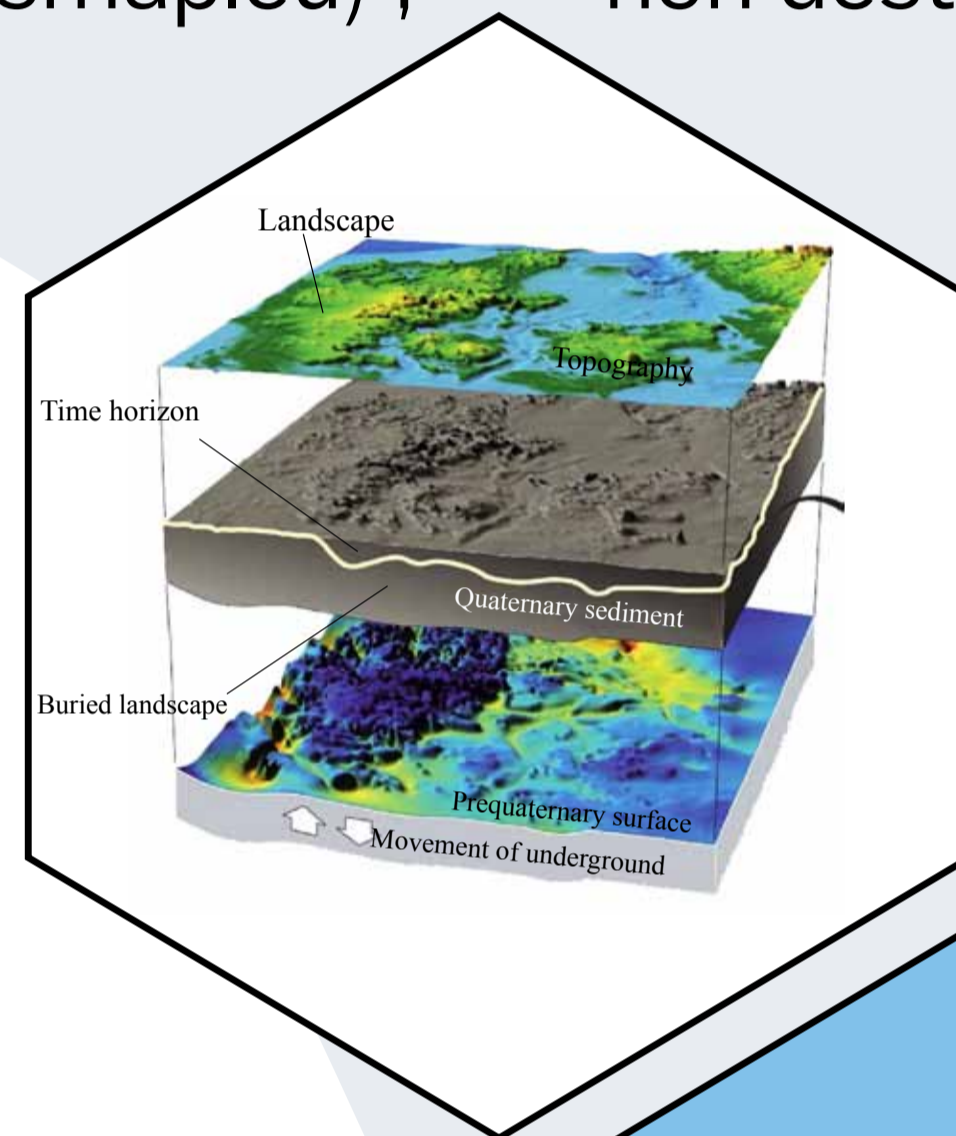 Landscape
Topography
Time horizon
Quaternary sediment
Buried landscape
Prequaternary surface
Movement of underground